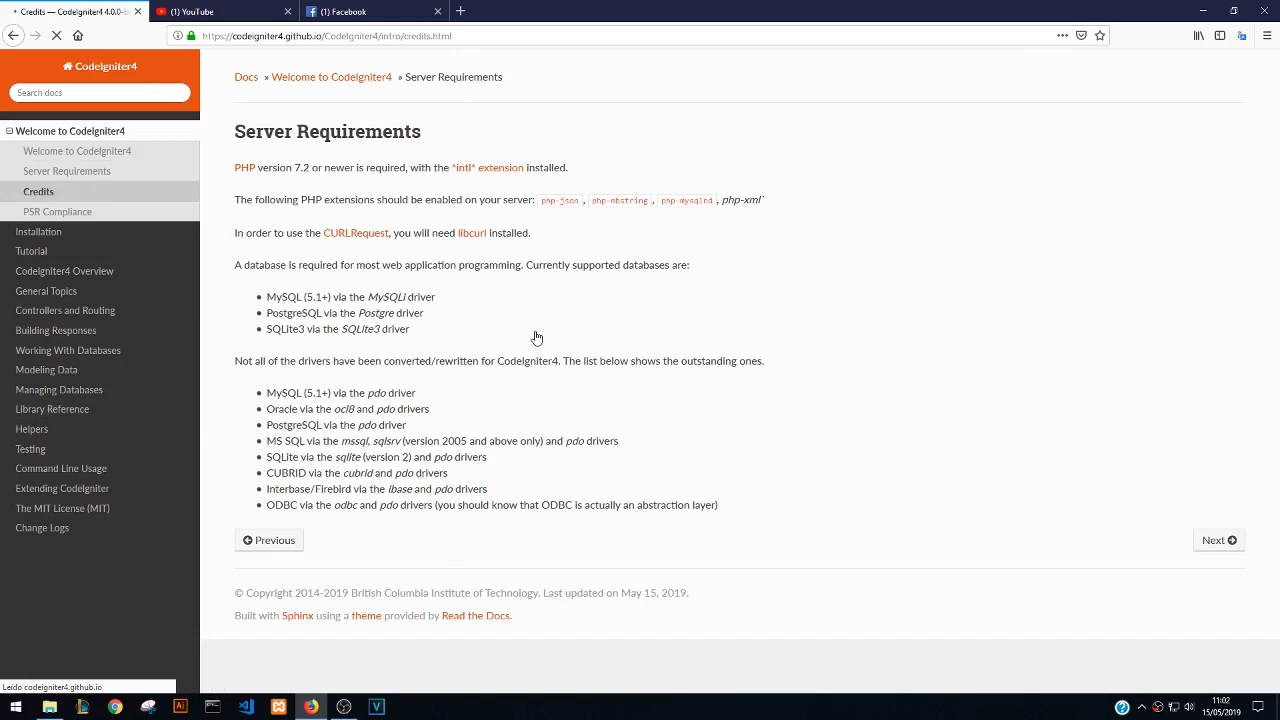 Credits — CodeIgniter4 4.0.0-b
(1) YouTube
(1) Facebook
https://codeigniter4.github.io/CodeIgniter4/intro/credits.html
CodeIgniter4
Search docs
Welcome to CodeIgniter4
Welcome to CodeIgniter4
Server Requirements
Credits
PSR Compliance
Installation
Tutorial
CodeIgniter4 Overview
General Topics
Controllers and Routing
Building Responses
Working With Databases
Modeling Data
Managing Databases
Library Reference
Helpers
Testing
Command Line Usage
Extending CodeIgniter
The MIT License (MIT)
Change Logs
Leído codeigniter4.github.io
Docs » Welcome to CodeIgniter4 » Server Requirements
Server Requirements
PHP version 7.2 or newer is required, with the *intl* extension installed.
The following PHP extensions should be enabled on your server: php-json, php-mbstring, php-mysqlnd, php-xml`
In order to use the CURLRequest, you will need libcurl installed.
A database is required for most web application programming. Currently supported databases are:
• MySQL (5.1+) via the MySQLi driver
• PostgreSQL via the Postgre driver
• SQLite3 via the SQLite3 driver
Not all of the drivers have been converted/rewritten for CodeIgniter4. The list below shows the outstanding ones.
• MySQL (5.1+) via the pdo driver
• Oracle via the oci8 and pdo drivers
• PostgreSQL via the pdo driver
• MS SQL via the mssql, sqlsrv (version 2005 and above only) and pdo drivers
• SQLite via the sqlite (version 2) and pdo drivers
• CUBRID via the cubrid and pdo drivers
• Interbase/Firebird via the ibase and pdo drivers
• ODBC via the odbc and pdo drivers (you should know that ODBC is actually an abstraction layer)
Previous
Next
© Copyright 2014-2019 British Columbia Institute of Technology. Last updated on May 15, 2019.
Built with Sphinx using a theme provided by Read the Docs.
Ai
V
11:02
15/05/2019